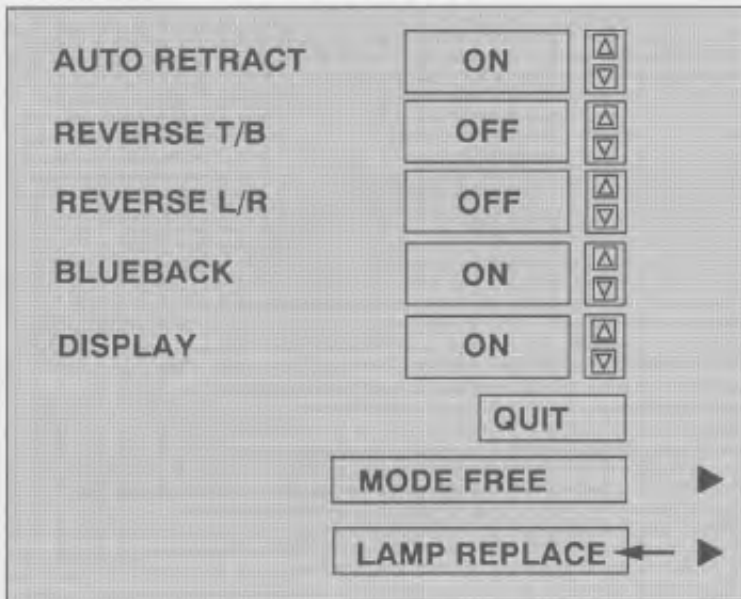 AUTO RETRACT ON
REVERSE T/B OFF
REVERSE L/R OFF
BLUEBACK ON
DISPLAY ON
QUIT
MODE FREE
LAMP REPLACE